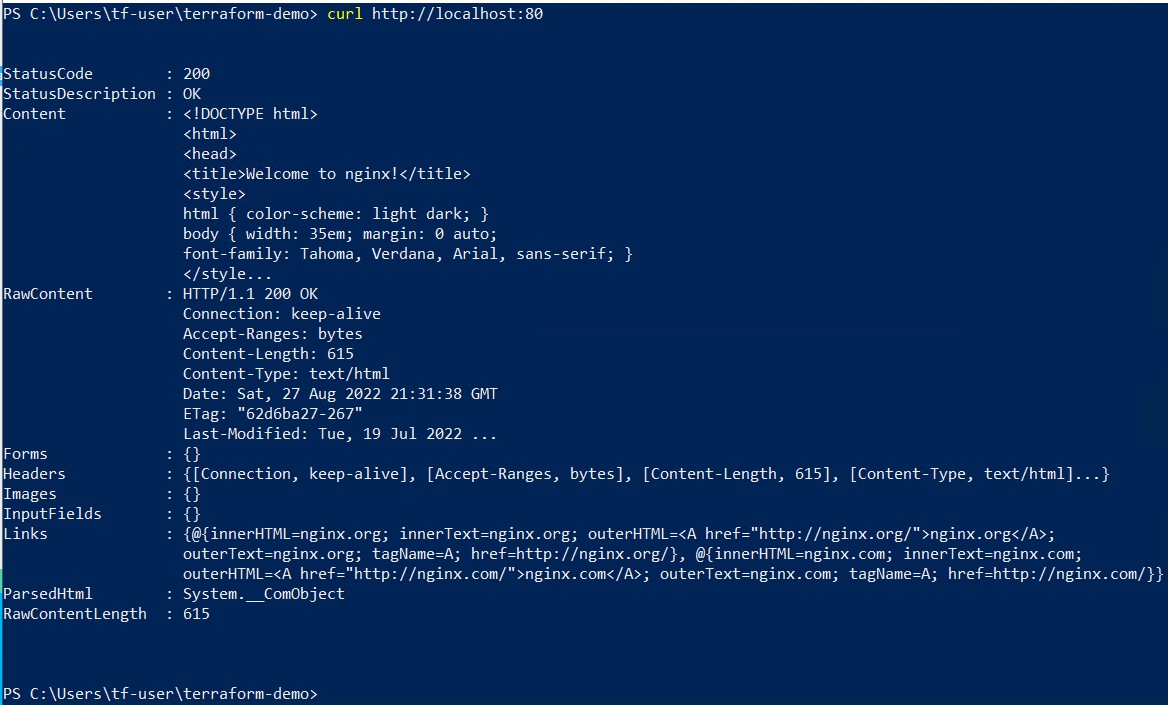 PS C:\Users\tf-user\terraform-demo> curl http://localhost:80
StatusCode        : 200
StatusDescription : OK
Content           : <!DOCTYPE html>
                    <html>
                    <head>
                    <title>Welcome to nginx!</title>
                    <style>
                    html { color-scheme: light dark; }
                    body { width: 35em; margin: 0 auto;
                    font-family: Tahoma, Verdana, Arial, sans-serif; }
                    </style...
RawContent        : HTTP/1.1 200 OK
                    Connection: keep-alive
                    Accept-Ranges: bytes
                    Content-Length: 615
                    Content-Type: text/html
                    Date: Sat, 27 Aug 2022 21:31:38 GMT
                    ETag: "62d6ba27-267"
                    Last-Modified: Tue, 19 Jul 2022 ...
Forms             : {}
Headers           : {[Connection, keep-alive], [Accept-Ranges, bytes], [Content-Length, 615], [Content-Type, text/html]...}
Images            : {}
InputFields       : {}
Links             : {@{innerHTML=nginx.org; innerText=nginx.org; outerHTML=<A href="http://nginx.org/">nginx.org</A>;
                    outerText=nginx.org; tagName=A; href=http://nginx.org/}, @{innerHTML=nginx.com; innerText=nginx.com;
                    outerHTML=<A href="http://nginx.com/">nginx.com</A>; outerText=nginx.com; tagName=A; href=http://nginx.com/}}
ParsedHtml        : System.__ComObject
RawContentLength  : 615
PS C:\Users\tf-user\terraform-demo>